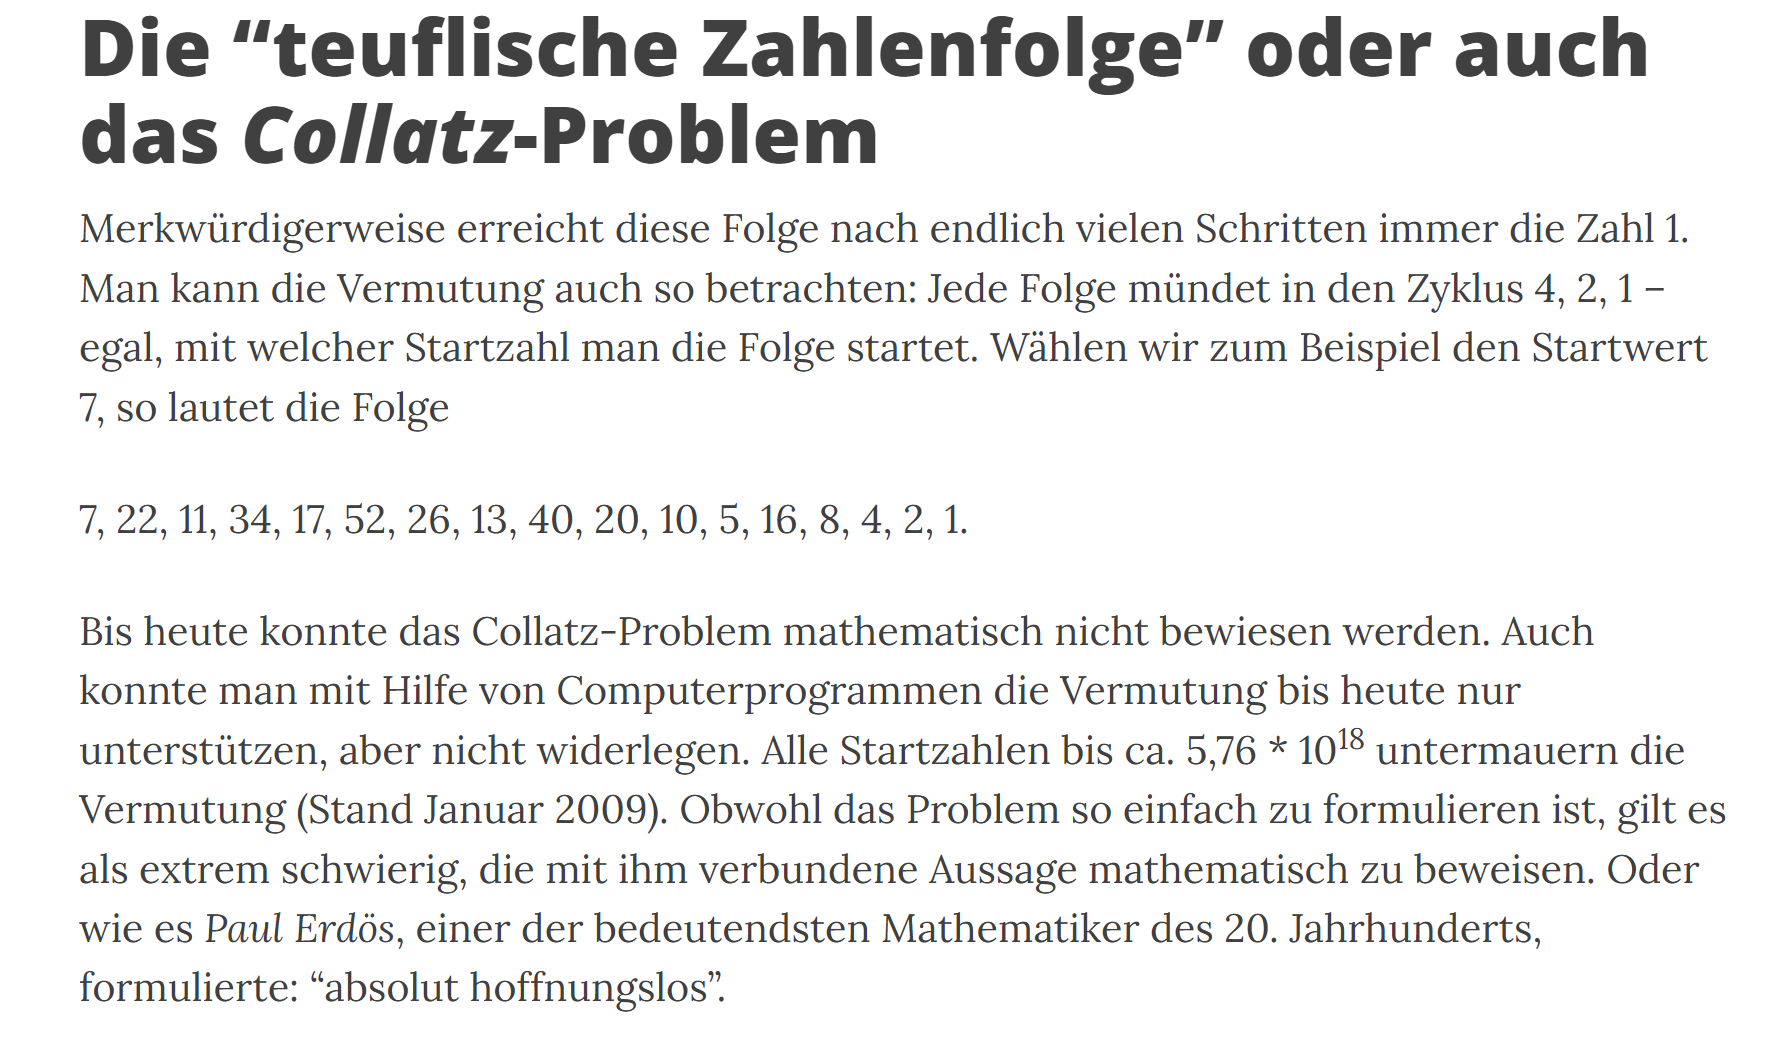 Die “teuflische Zahlenfolge” oder auch
das Collatz-Problem
Merkwürdigerweise erreicht diese Folge nach endlich vielen Schritten immer die Zahl 1.
Man kann die Vermutung auch so betrachten: Jede Folge mündet in den Zyklus 4, 2, 1 –
egal, mit welcher Startzahl man die Folge startet. Wählen wir zum Beispiel den Startwert
7, so lautet die Folge
7, 22, 11, 34, 17, 52, 26, 13, 40, 20, 10, 5, 16, 8, 4, 2, 1.
Bis heute konnte das Collatz-Problem mathematisch nicht bewiesen werden. Auch
konnte man mit Hilfe von Computerprogrammen die Vermutung bis heute nur
unterstützen, aber nicht widerlegen. Alle Startzahlen bis ca. 5,76 * 10¹⁸ untermauern die
Vermutung (Stand Januar 2009). Obwohl das Problem so einfach zu formulieren ist, gilt es
als extrem schwierig, die mit ihm verbundene Aussage mathematisch zu beweisen. Oder
wie es Paul Erdös, einer der bedeutendsten Mathematiker des 20. Jahrhunderts,
formulierte: “absolut hoffnungslos”.